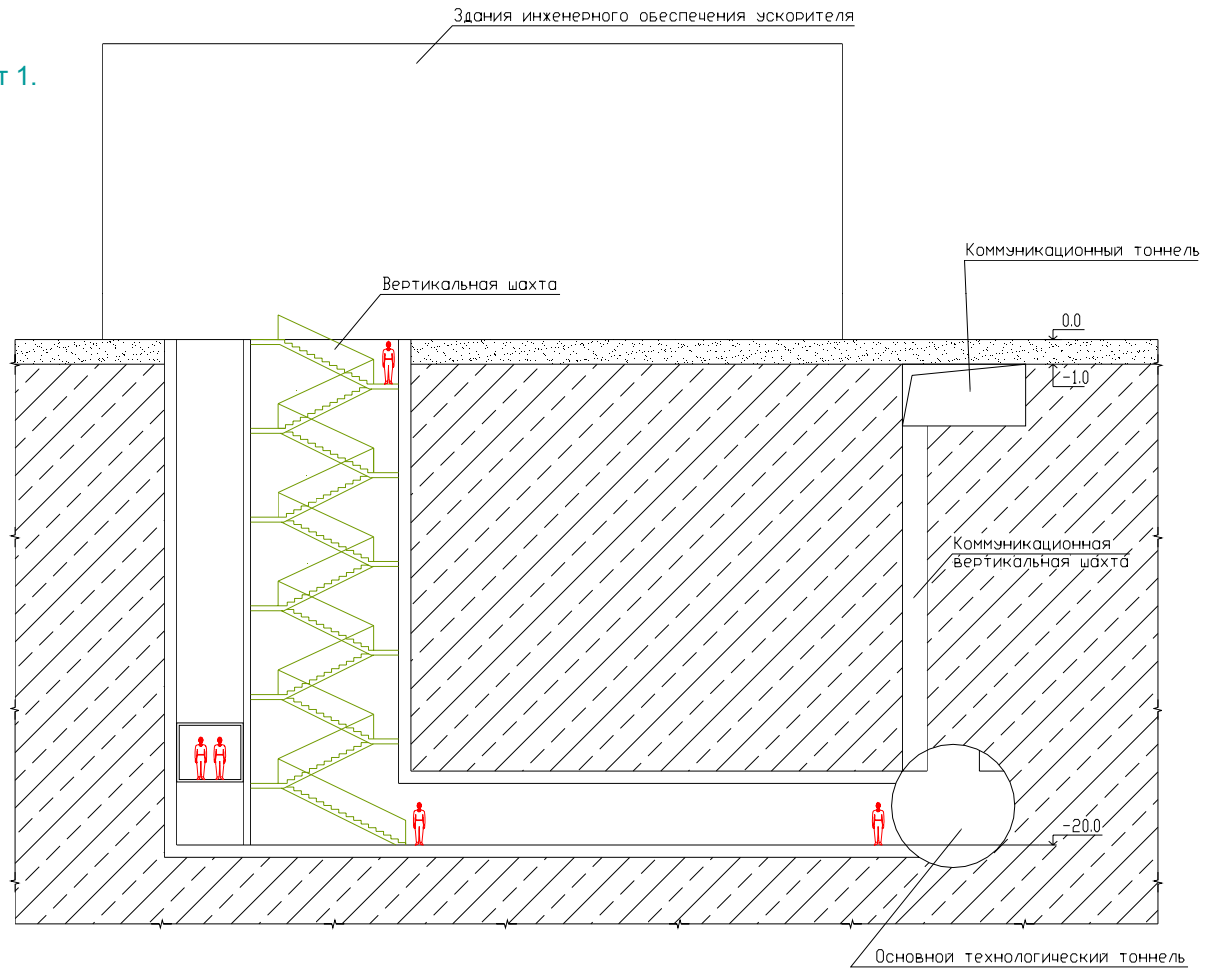 Здания инженерного обеспечения ускорителя
т 1.
Коммуникационный тоннель
Вертикальная шахта
0.0
-1.0
Коммуникационная
вертикальная шахта
-20.0
Основной технологический тоннель